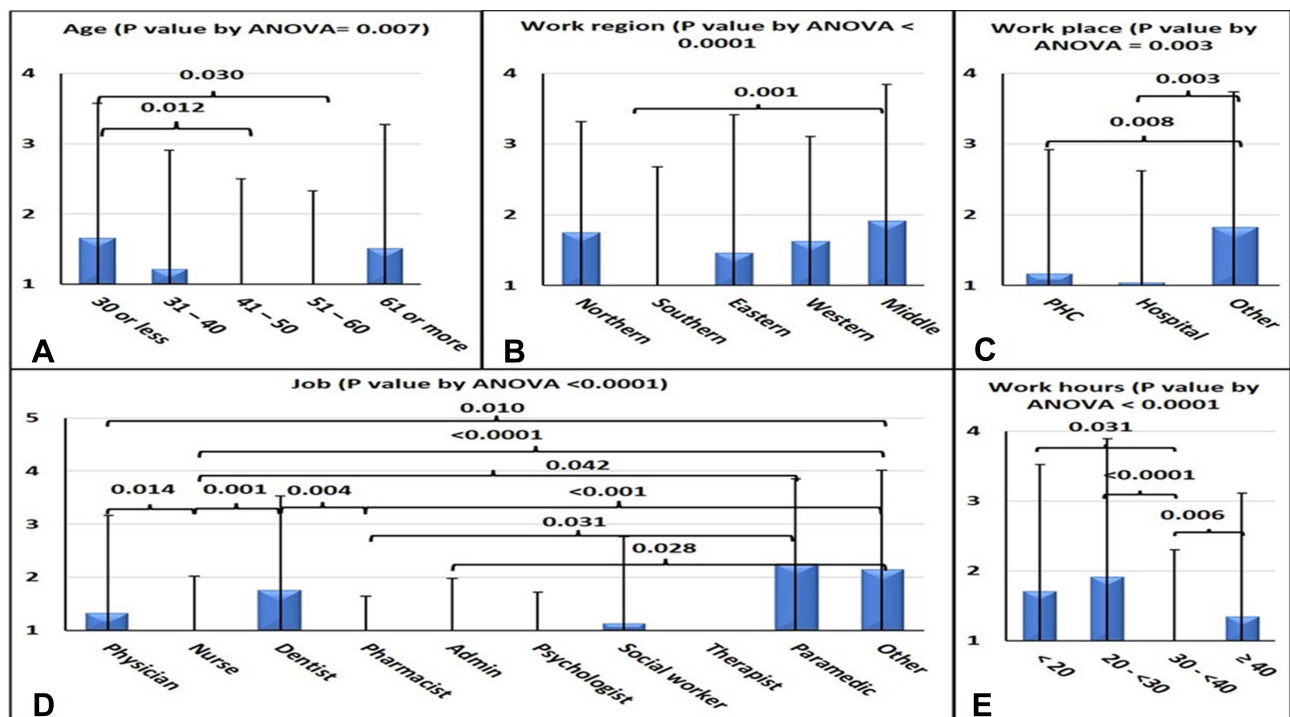 Age (P value by ANOVA= 0.007)
4
3
2
1
0.030
0.012
30 or less
31 – 40
41 – 50
51 – 60
61 or more
A
Work region (P value by ANOVA <
0.0001
4
3
2
1
0.001
Northern
Southern
Eastern
Western
Middle
B
Work place (P value by
ANOVA = 0.003
4
3
2
1
0.003
0.008
PHC
Hospital
Other
C
Job (P value by ANOVA <0.0001)
5
4
3
2
1
0.010
<0.0001
0.042
0.014
0.001
0.004
<0.001
0.031
0.028
Physician
Nurse
Dentist
Pharmacist
Admin
Psychologist
Social worker
Therapist
Paramedic
Other
D
Work hours (P value by
ANOVA < 0.0001
4
3
2
1
0.031
<0.0001
0.006
< 20
20 - <30
30 - <40
≥ 40
E